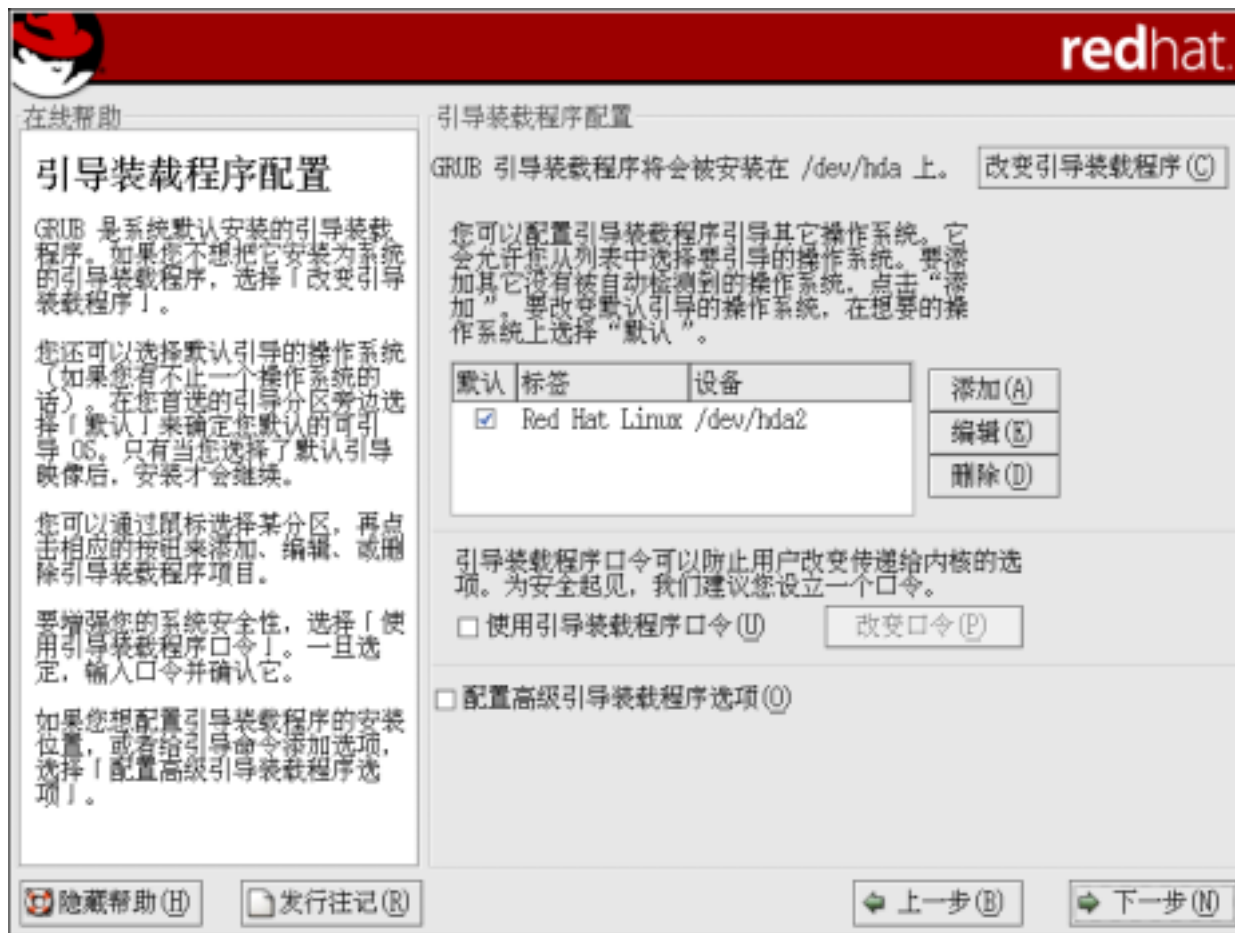 redhat.
在线帮助
引导装载程序配置
GRUB 是系统默认安装的引导装载
程序。如果您不想把它安装为系统
的引导装载程序，选择「改变引导
装载程序」。
您还可以选择默认引导的操作系统
（如果您有不止一个操作系统的
话）。在您首选的引导分区旁边选
择「默认」来确定您默认的可引
导 OS。只有当您选择了默认引导
映像后，安装才会继续。
您可以通过鼠标选择某分区，再点
击相应的按钮来添加、编辑、或删
除引导装载程序项目。
要增强您的系统安全性，选择「使
用引导装载程序口令」。一旦选
定，输入口令并确认它。
如果您想配置引导装载程序的安装
位置，或者给引导命令添加选项，
选择「配置高级引导装载程序选
项」。
引导装载程序配置
GRUB 引导装载程序将会被安装在 /dev/hda 上。 改变引导装载程序(C)
您可以配置引导装载程序引导其它操作系统。它
会允许您从列表中选择要引导的操作系统。要添
加其它没有被自动检测到的操作系统，点击“添
加”。要改变默认引导的操作系统，在想要的操
作系统上选择“默认”。
默认 标签 设备
Red Hat Linux /dev/hda2
添加(A)
编辑(E)
删除(D)
引导装载程序口令可以防止用户改变传递给内核的选
项。为安全起见，我们建议您设立一个口令。
使用引导装载程序口令(U) 改变口令(P)
配置高级引导装载程序选项(O)
隐藏帮助(H) 发行注记(R) 上一步(B) 下一步(N)